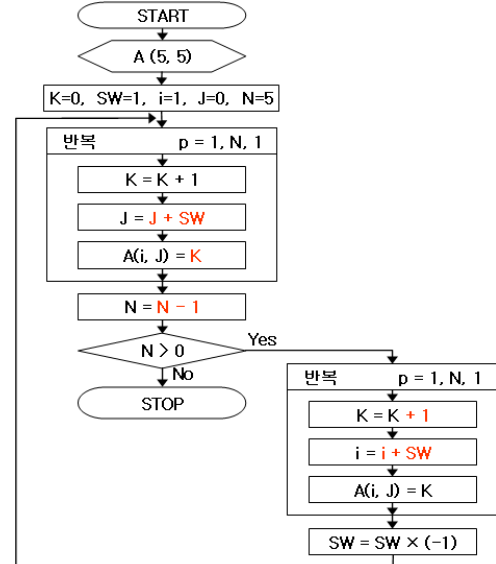 START
A (5, 5)
K=0, SW=1, i=1, J=0, N=5
반복 p = 1, N, 1
K = K + 1
J = J + SW
A(i, J) = K
N = N - 1
N > 0
Yes
No
STOP
반복 p = 1, N, 1
K = K + 1
i = i + SW
A(i, J) = K
SW = SW × (-1)